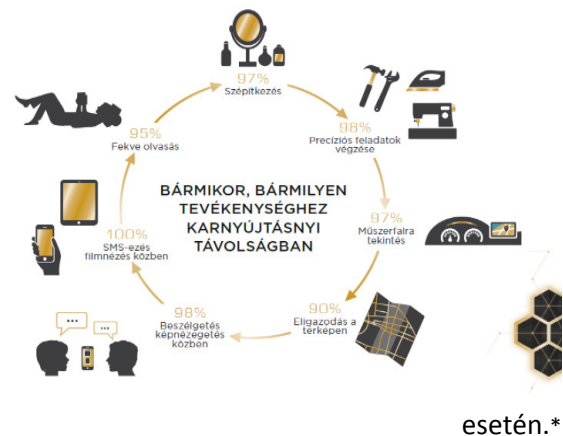 97%
Szépítkezés
98%
Precíziós feladatok
végzése
97%
Műszerfalra
tekintés
90%
Eligazodás a
térképen
98%
Beszélgetés
képnézegetés
közben
100%
SMS-ezés
filmnézés közben
95%
Fekve olvasás
BÁRMIKOR, BÁRMILYEN
TEVÉKENYSÉGHEZ
KARNYÚJTÁSNYI
TÁVOLSÁGBAN
esetén.*